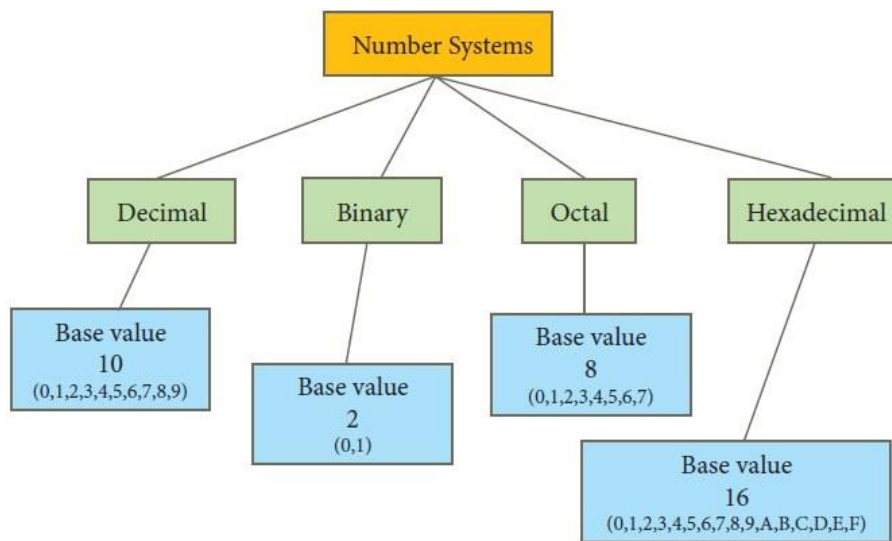 Number Systems
Decimal
Binary
Octal
Hexadecimal
Base value
10
(0,1,2,3,4,5,6,7,8,9)
Base value
2
(0,1)
Base value
8
(0,1,2,3,4,5,6,7)
Base value
16
(0,1,2,3,4,5,6,7,8,9,A,B,C,D,E,F)